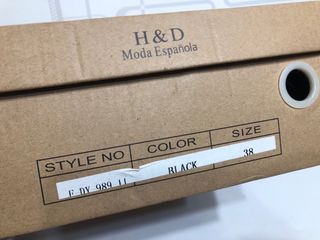 H & D
Moda Española
STYLE NO COLOR SIZE
BLACK 38